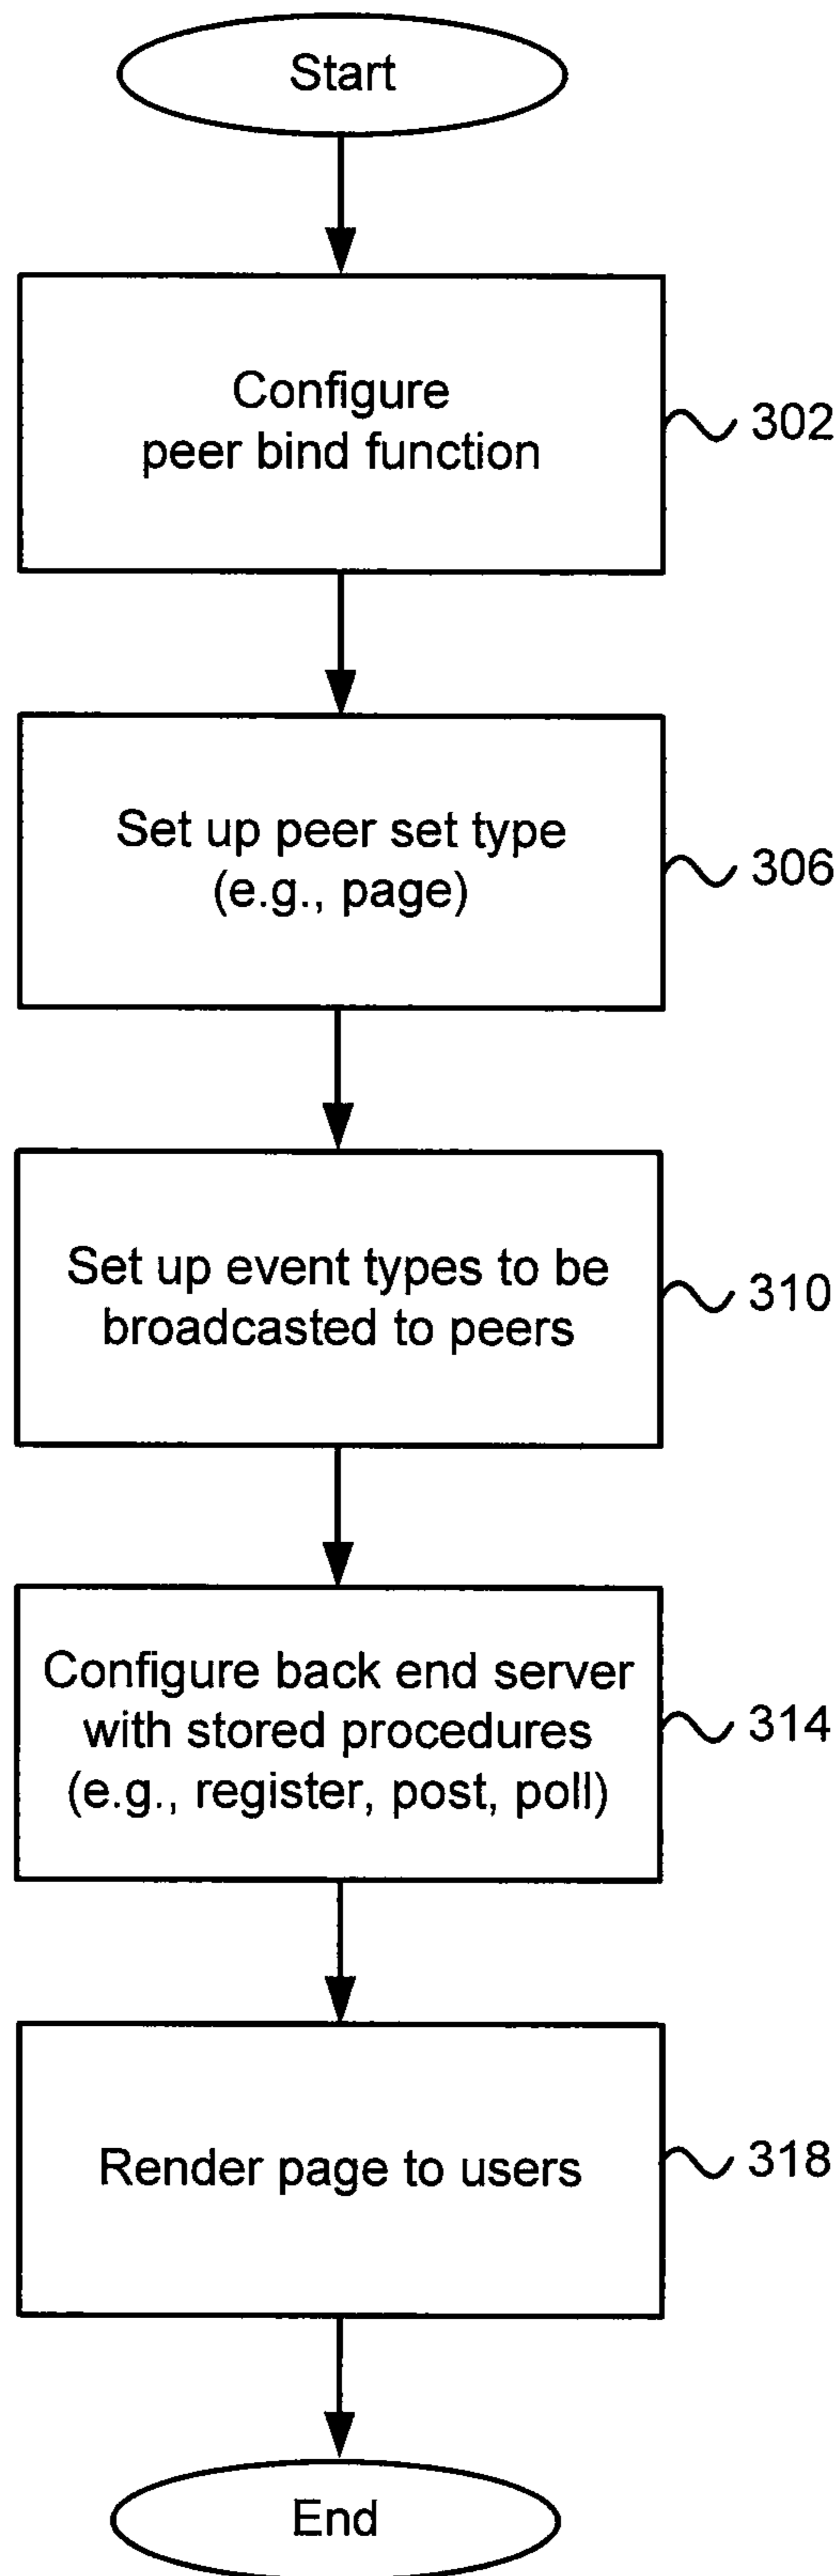 Start
Configure
peer bind function
302
Set up peer set type
(e.g., page)
306
Set up event types to be
broadcasted to peers
310
Configure back end server
with stored procedures
(e.g., register, post, poll)
314
Render page to users
318
End